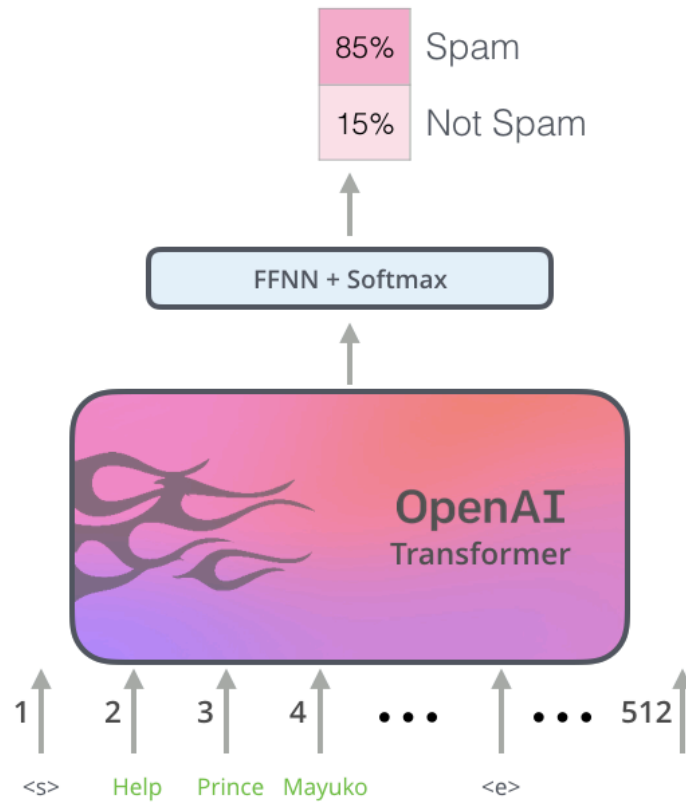 85% Spam
15% Not Spam
FFNN + Softmax
OpenAI
Transformer
1 2 3 4 ••• ••• 512
<s> Help Prince Mayuko <e>